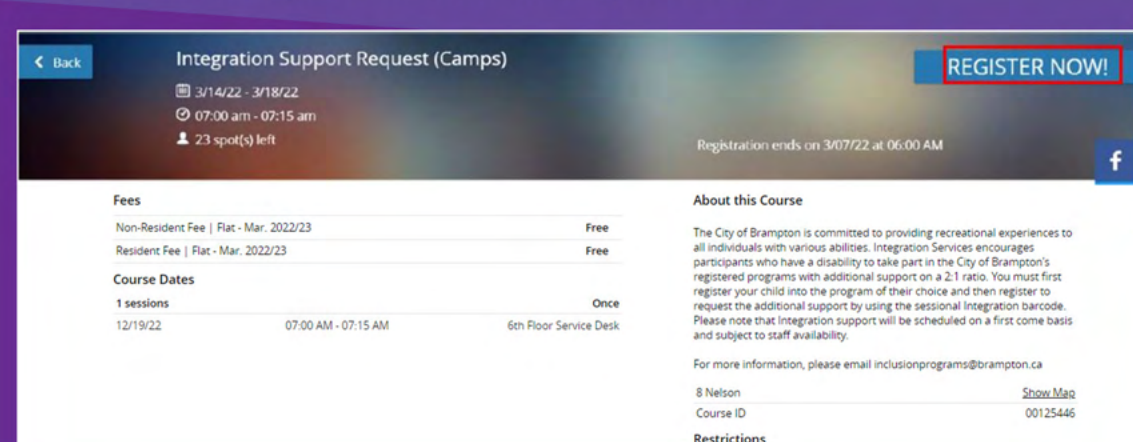 Back
Integration Support Request (Camps)
REGISTER NOW!
3/14/22 - 3/18/22
07:00 am - 07:15 am
23 spot(s) left
Registration ends on 3/07/22 at 06:00 AM
f
Fees
Non-Resident Fee | Flat - Mar. 2022/23 Free
Resident Fee | Flat - Mar. 2022/23 Free
Course Dates
1 sessions Once
12/19/22 07:00 AM - 07:15 AM 6th Floor Service Desk
About this Course
The City of Brampton is committed to providing recreational experiences to
all individuals with various abilities. Integration Services encourages
participants who have a disability to take part in the City of Brampton's
registered programs with additional support on a 2:1 ratio. You must first
register your child into the program of their choice and then register to
request the additional support by using the sessional Integration barcode.
Please note that Integration support will be scheduled on a first come basis
and subject to staff availability.
For more information, please email inclusionprograms@brampton.ca
8 Nelson Show Map
Course ID 00125446
Restrictions